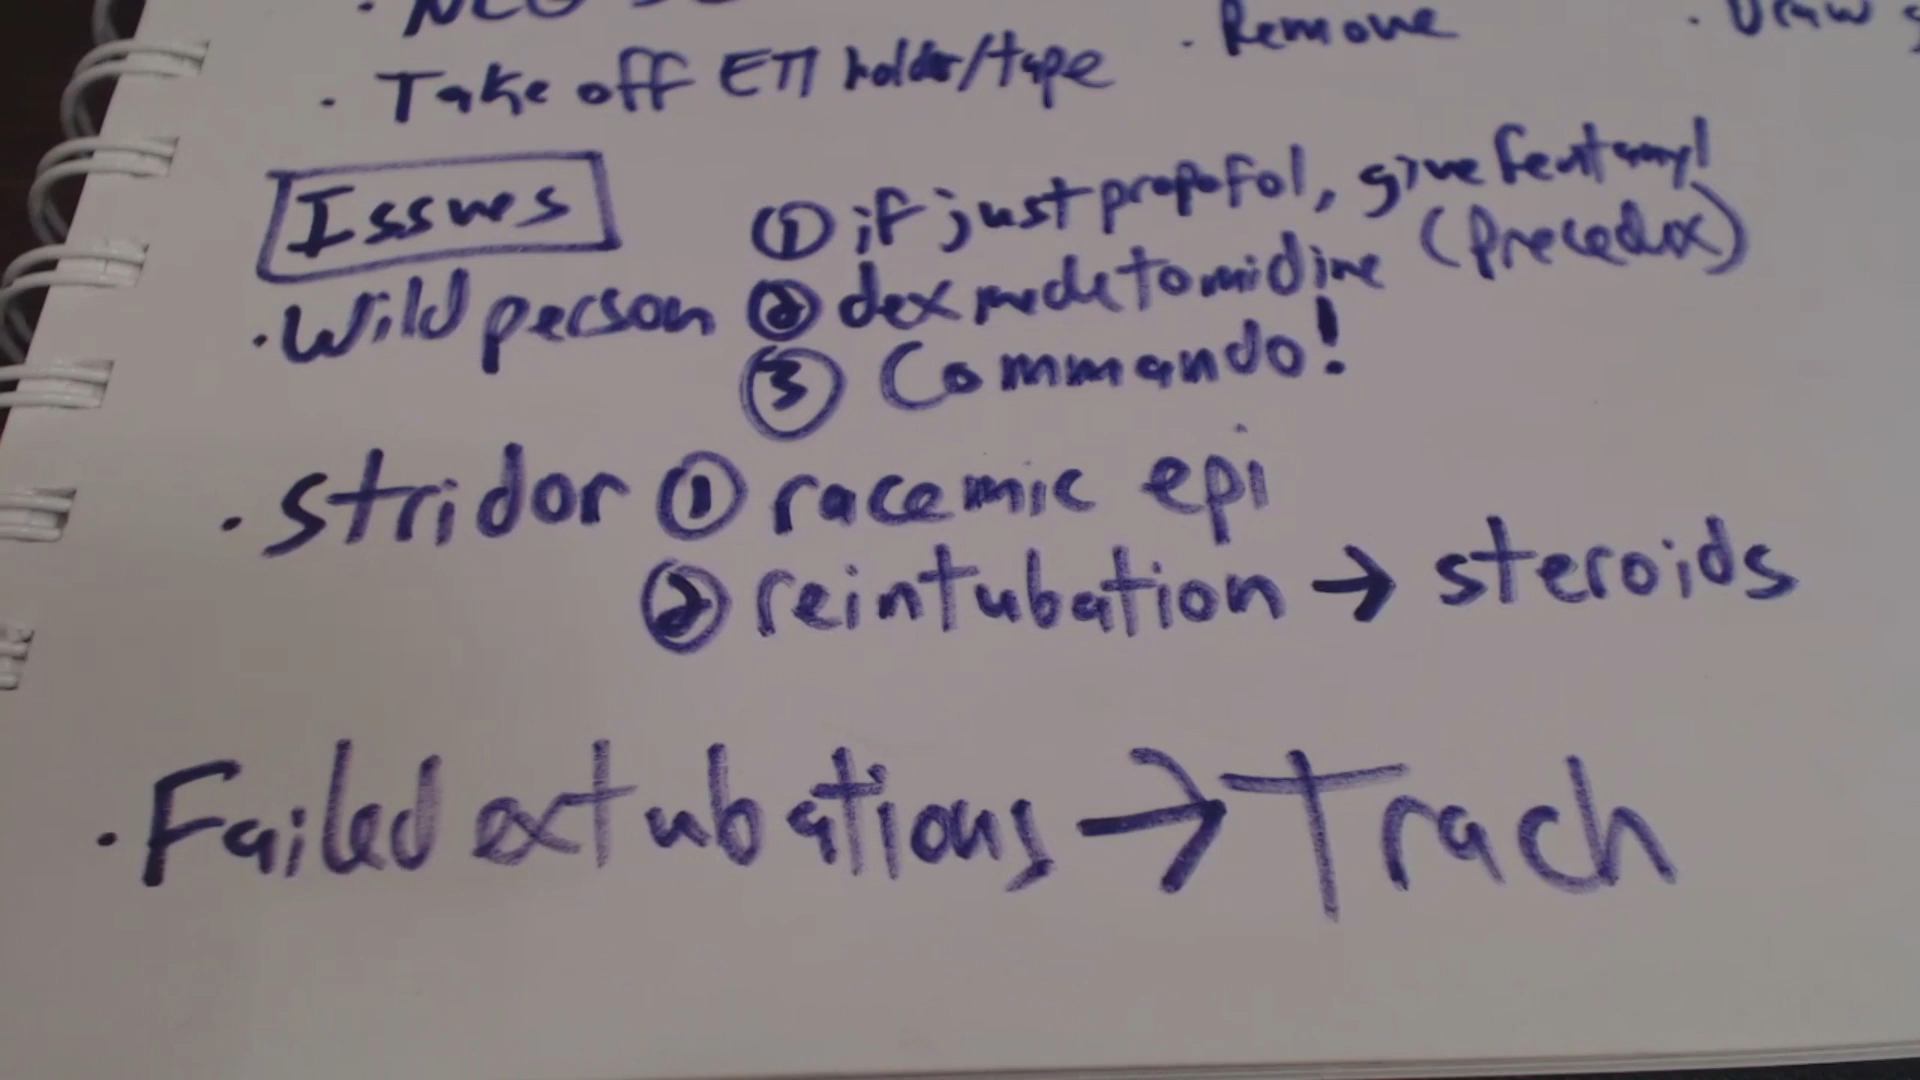 · Take off ETT holder/tape
· Remove
· Draw
Issues
① if just propofol, give fentanyl
· Wild person ② dexmedetomidine (Precedex)
③ Commando!
· stridor ① racemic epi
② reintubation → steroids
· Failed extubations → Trach